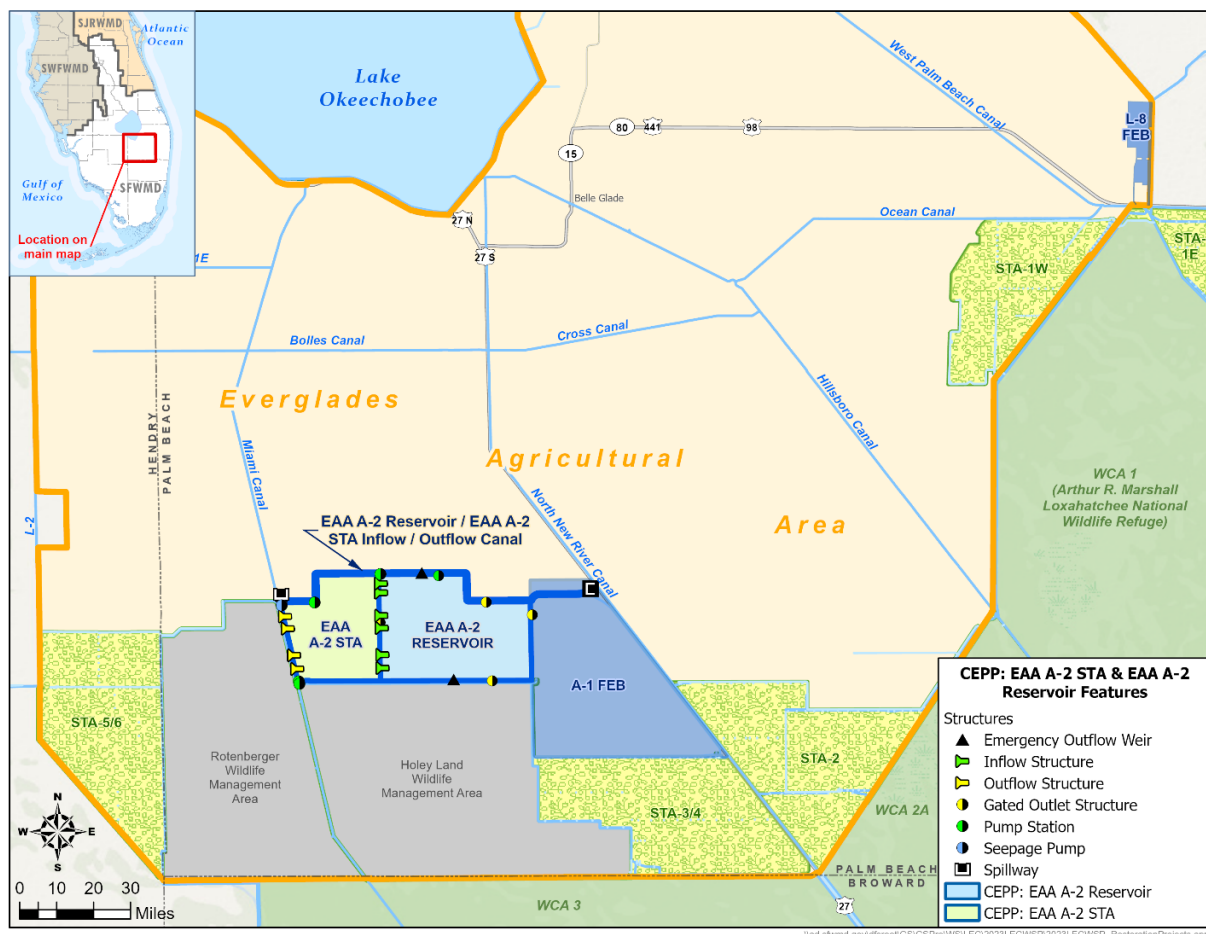 SJRWMD
Atlantic
Ocean
SWFWMD
Gulf of
Mexico
SFWMD
Location on
main map
Lake
Okeechobee
West Palm Beach Canal
L-8
FEB
80
441
98
15
Belle Glade
27 N
27 S
Ocean Canal
STA-
1E
STA-1W
1E
Bolles Canal
Cross Canal
Hillsboro Canal
Everglades
Agricultural
Area
HENDRY
PALM BEACH
Miami Canal
L-2
North New River Canal
WCA 1
(Arthur R. Marshall
Loxahatchee National
Wildlife Refuge)
EAA A-2 Reservoir / EAA A-2
STA Inflow / Outflow Canal
EAA
A-2 STA
EAA A-2
RESERVOIR
A-1 FEB
STA-5/6
Rotenberger
Wildlife
Management
Area
Holey Land
Wildlife
Management Area
STA-2
STA-3/4
WCA 2A
WCA 3
PALM BEACH
BROWARD
27
N
W
E
S
0 10 20 30
Miles
CEPP: EAA A-2 STA & EAA A-2
Reservoir Features
Structures
Emergency Outflow Weir
Inflow Structure
Outflow Structure
Gated Outlet Structure
Pump Station
Seepage Pump
Spillway
CEPP: EAA A-2 Reservoir
CEPP: EAA A-2 STA